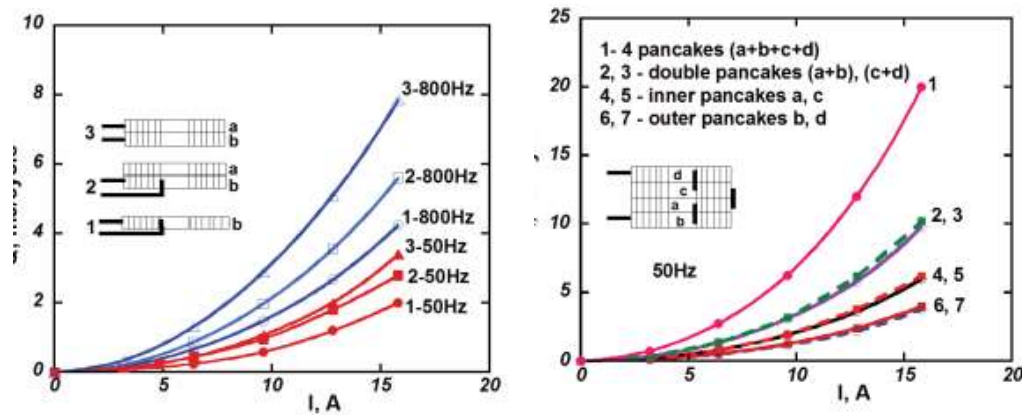 10
8
6
4
2
0
0
5
10
15
20
I, A
3-800Hz
2-800Hz
1-800Hz
3-50Hz
2-50Hz
1-50Hz
3
a
b
2
a
b
1
b
25
20
15
10
5
0
0
5
10
15
20
I, A
1- 4 pancakes (a+b+c+d)
2, 3 - double pancakes (a+b), (c+d)
4, 5 - inner pancakes a, c
6, 7 - outer pancakes b, d
1
2, 3
4, 5
6, 7
d
c
a
b
50Hz